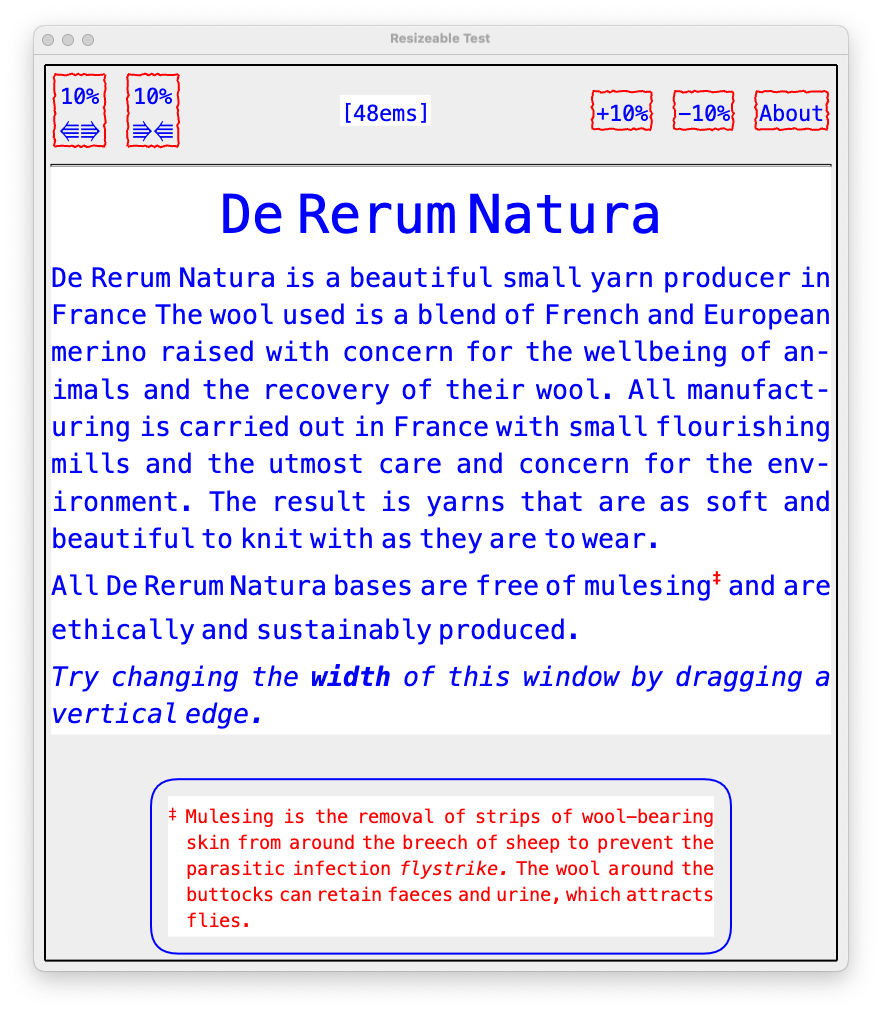 Resizeable Test
10% 10% [48ems] +10% −10% About
⭅⭆ ⭆⭅
De Rerum Natura
De Rerum Natura is a beautiful small yarn producer in
France The wool used is a blend of French and European
merino raised with concern for the wellbeing of an-
imals and the recovery of their wool. All manufact-
uring is carried out in France with small flourishing
mills and the utmost care and concern for the env-
ironment. The result is yarns that are as soft and
beautiful to knit with as they are to wear.
All De Rerum Natura bases are free of mulesing‡ and are
ethically and sustainably produced.
Try changing the width of this window by dragging a
vertical edge.
‡ Mulesing is the removal of strips of wool–bearing
skin from around the breech of sheep to prevent the
parasitic infection flystrike. The wool around the
buttocks can retain faeces and urine, which attracts
flies.